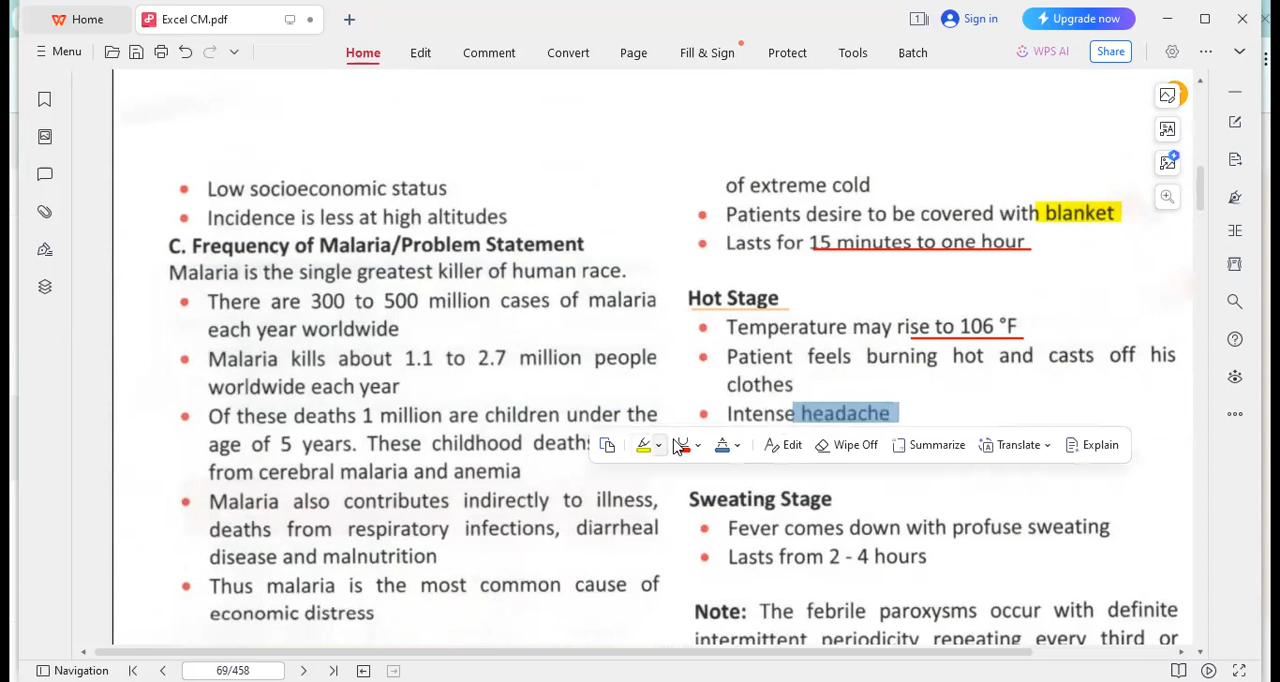 Home
Excel CM.pdf
Sign in
Upgrade now
Menu
Home
Edit
Comment
Convert
Page
Fill & Sign
Protect
Tools
Batch
WPS AI
Share
Low socioeconomic status
Incidence is less at high altitudes
C. Frequency of Malaria/Problem Statement
Malaria is the single greatest killer of human race.
There are 300 to 500 million cases of malaria
each year worldwide
Malaria kills about 1.1 to 2.7 million people
worldwide each year
Of these deaths 1 million are children under the
age of 5 years. These childhood deaths
from cerebral malaria and anemia
Malaria also contributes indirectly to illness,
deaths from respiratory infections, diarrheal
disease and malnutrition
Thus malaria is the most common cause of
economic distress
of extreme cold
Patients desire to be covered with blanket
Lasts for 15 minutes to one hour
Hot Stage
Temperature may rise to 106 °F
Patient feels burning hot and casts off his
clothes
Intense headache
Edit
Wipe Off
Summarize
Translate
Explain
Sweating Stage
Fever comes down with profuse sweating
Lasts from 2 - 4 hours
Note: The febrile paroxysms occur with definite
intermittent periodicity repeating every third or
Navigation
69/458